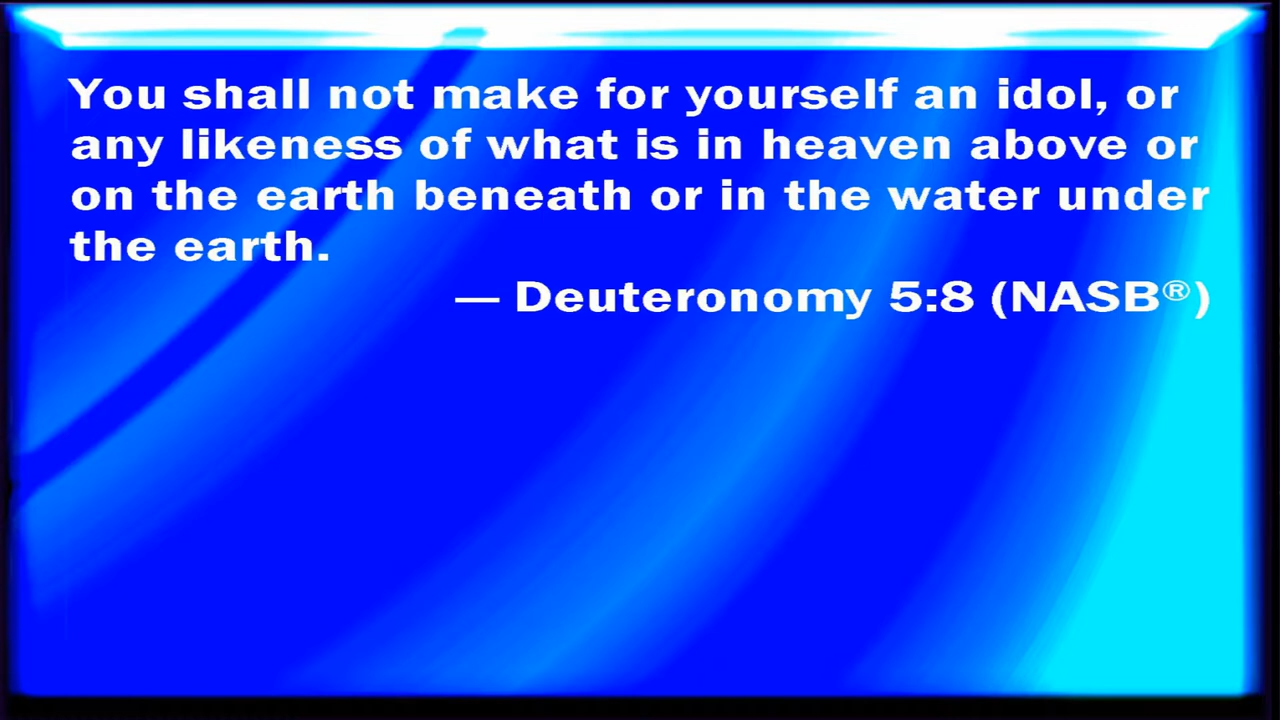 You shall not make for yourself an idol, or
any likeness of what is in heaven above or
on the earth beneath or in the water under
the earth.
— Deuteronomy 5:8 (NASB®)